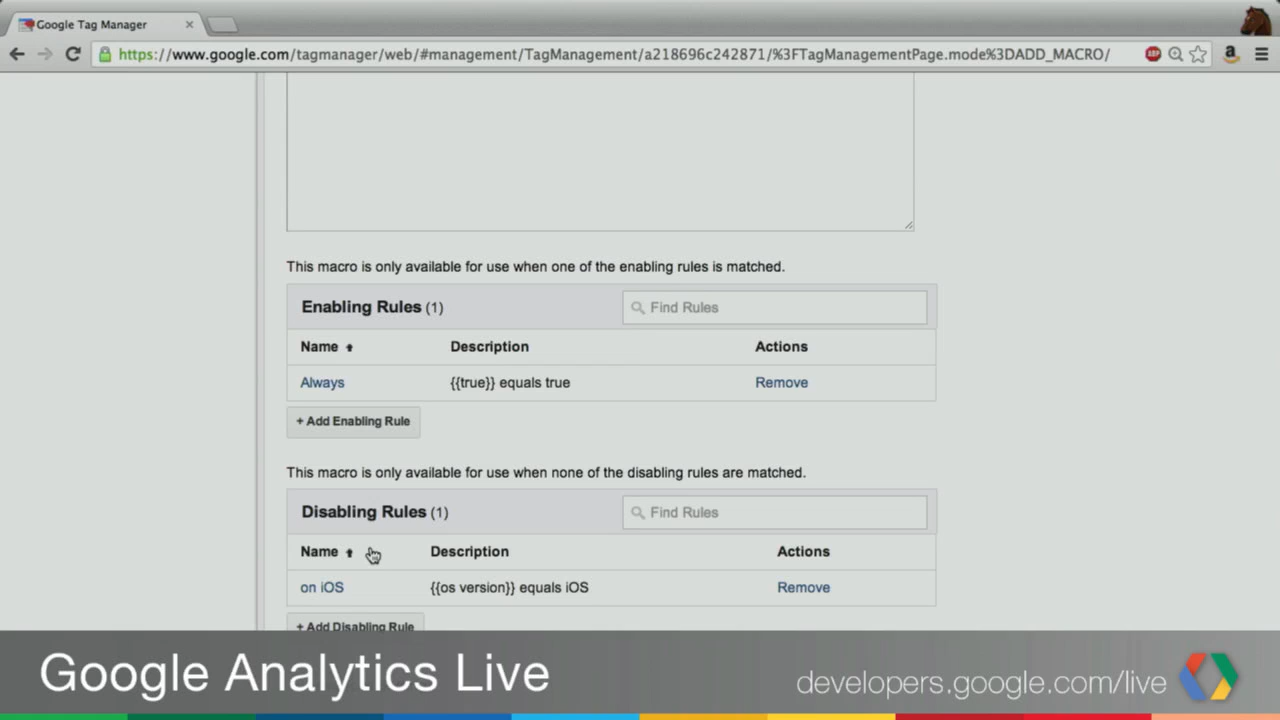 Google Tag Manager
https://www.google.com/tagmanager/web/#management/TagManagement/a218696c242871/%3FTagManagementPage.mode%3DADD_MACRO/
ABP
This macro is only available for use when one of the enabling rules is matched.
Enabling Rules (1) Find Rules
Name Description Actions
Always {{true}} equals true Remove
+ Add Enabling Rule
This macro is only available for use when none of the disabling rules are matched.
Disabling Rules (1) Find Rules
Name Description Actions
on iOS {{os version}} equals iOS Remove
+ Add Disabling Rule
Google Analytics Live
developers.google.com/live